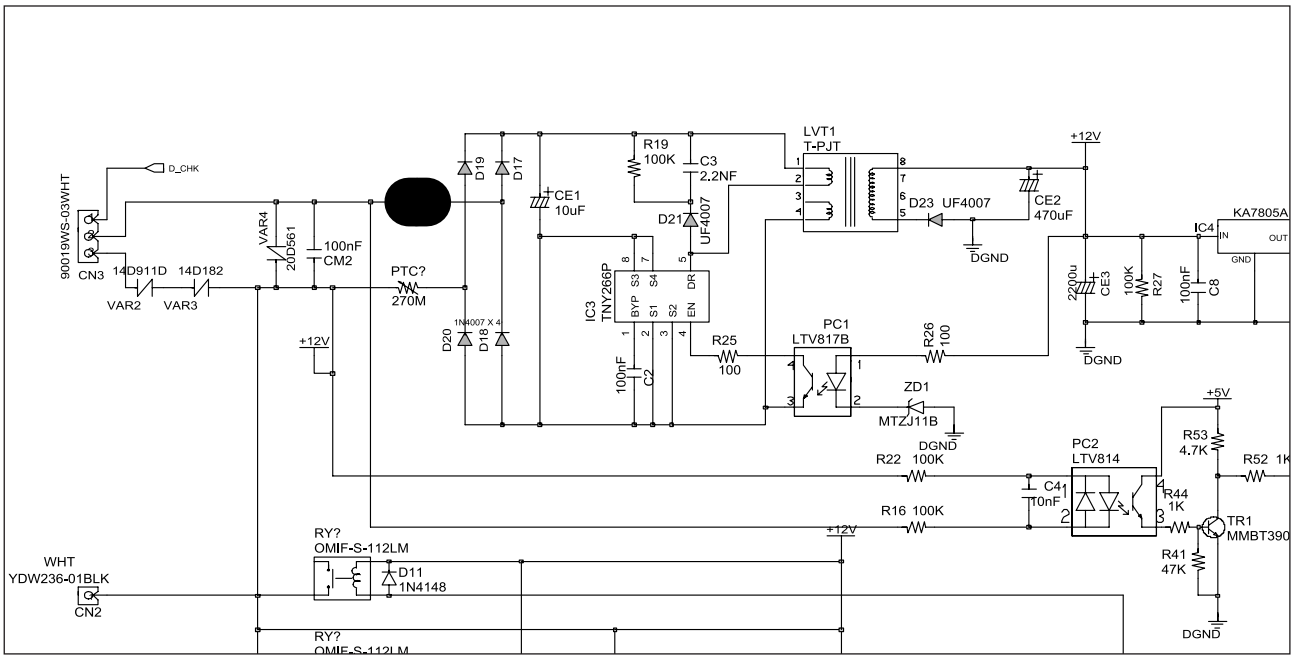 LVT1
T-PJT
+12V
R19
100K
C3
2.2NF
D19
D17
D_CHK
90019WS-03WHT
1
2
3
CN3
VAR4
20D561
100nF
CM2
CE1
10uF
D21
UF4007
1
2
3
4
8
7
6
5
D23 UF4007
CE2
470uF
DGND
KA7805A
IC4
IN
OUT
GND
14D911D
14D182
VAR2
VAR3
PTC?
270M
IC3
TNY266P
8
7
5
S3
S4
DR
BYP
S1
S2
EN
1
2
3
4
2200u
CE3
100K
R27
100nF
C8
DGND
1N4007 X 4
D20
D18
+12V
100nF
C2
R25
100
PC1
LTV817B
4
3
1
2
R26
100
ZD1
MTZJ11B
DGND
+5V
R53
4.7K
R52 1K
PC2
LTV814
R22 100K
C41
10nF
1
2
4
3
R44
1K
R16 100K
TR1
MMBT390
R41
47K
DGND
+12V
RY?
OMIF-S-112LM
D11
1N4148
WHT
YDW236-01BLK
CN2
RY?
OMIF-S-112LM